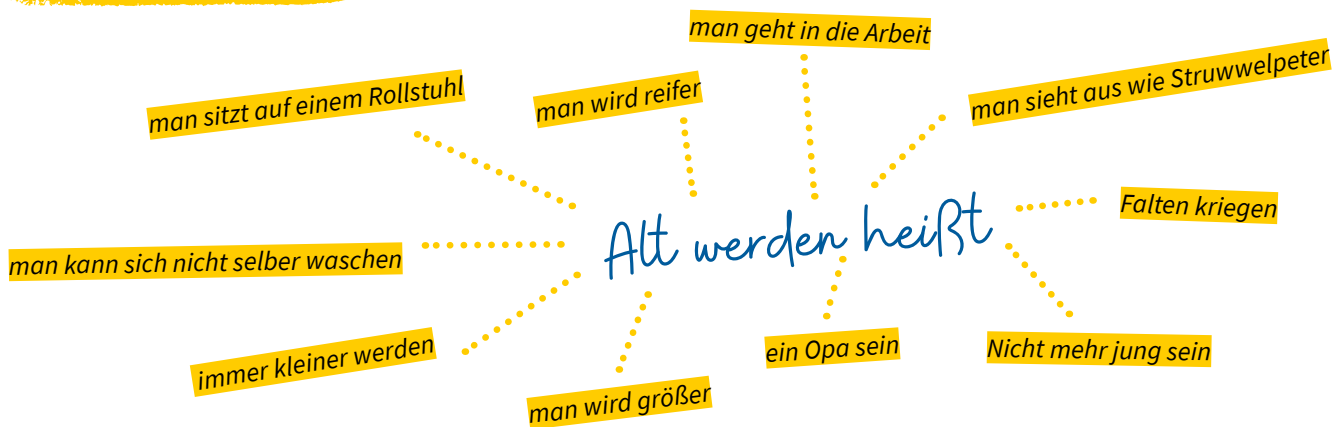 man geht in die Arbeit
man sitzt auf einem Rollstuhl
man wird reifer
man sieht aus wie Struwwelpeter
Falten kriegen
Alt werden heißt
man kann sich nicht selber waschen
immer kleiner werden
ein Opa sein
Nicht mehr jung sein
man wird größer